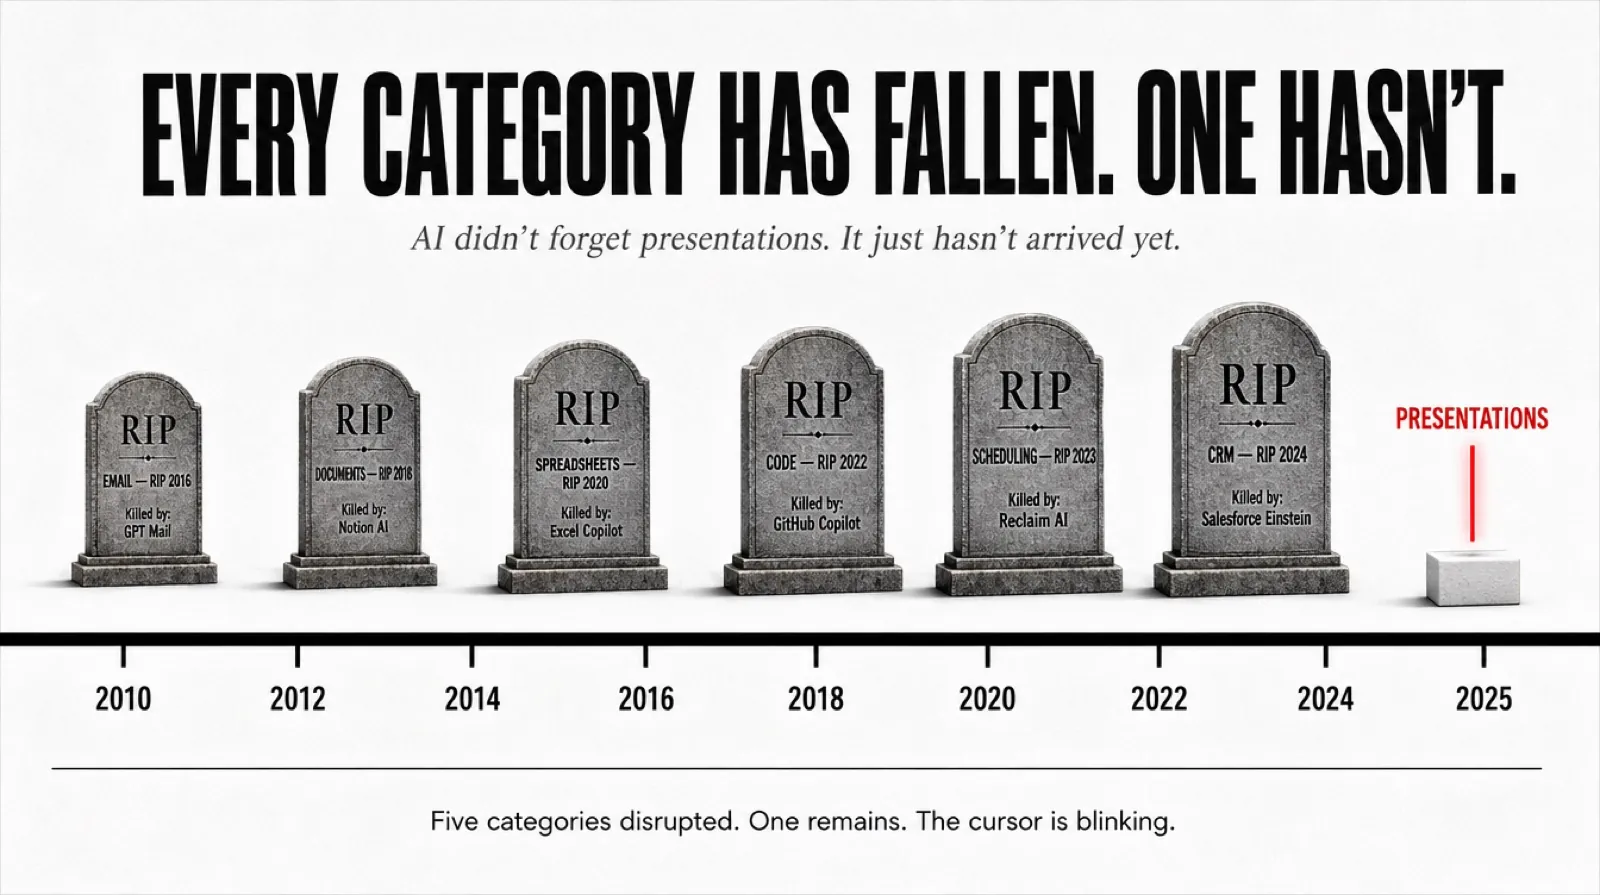 EVERY CATEGORY HAS FALLEN. ONE HASN'T.
AI didn't forget presentations. It just hasn't arrived yet.
RIP
EMAIL — RIP 2016
Killed by:
GPT Mail
RIP
DOCUMENTS — RIP 2018
Killed by:
Notion AI
RIP
SPREADSHEETS —
RIP 2020
Killed by:
Excel Copilot
RIP
CODE — RIP 2022
Killed by:
GitHub Copilot
RIP
SCHEDULING — RIP 2023
Killed by:
Reclaim AI
RIP
CRM — RIP 2024
Killed by:
Salesforce Einstein
PRESENTATIONS
2010 2012 2014 2016 2018 2020 2022 2024 2025
Five categories disrupted. One remains. The cursor is blinking.